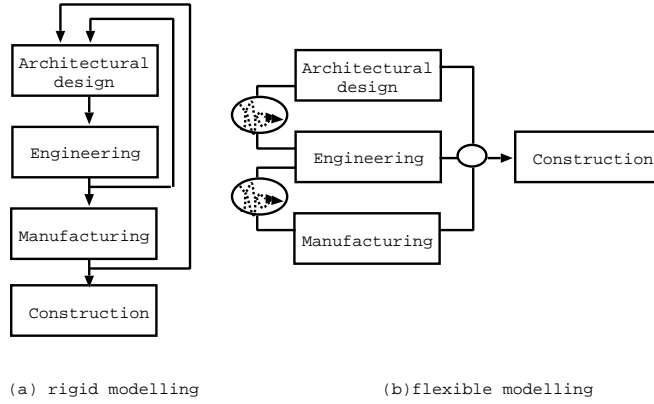 Architectural
design
Engineering
Manufacturing
Construction
(a) rigid modelling
Architectural
design
Engineering
Manufacturing
Construction
(b)flexible modelling